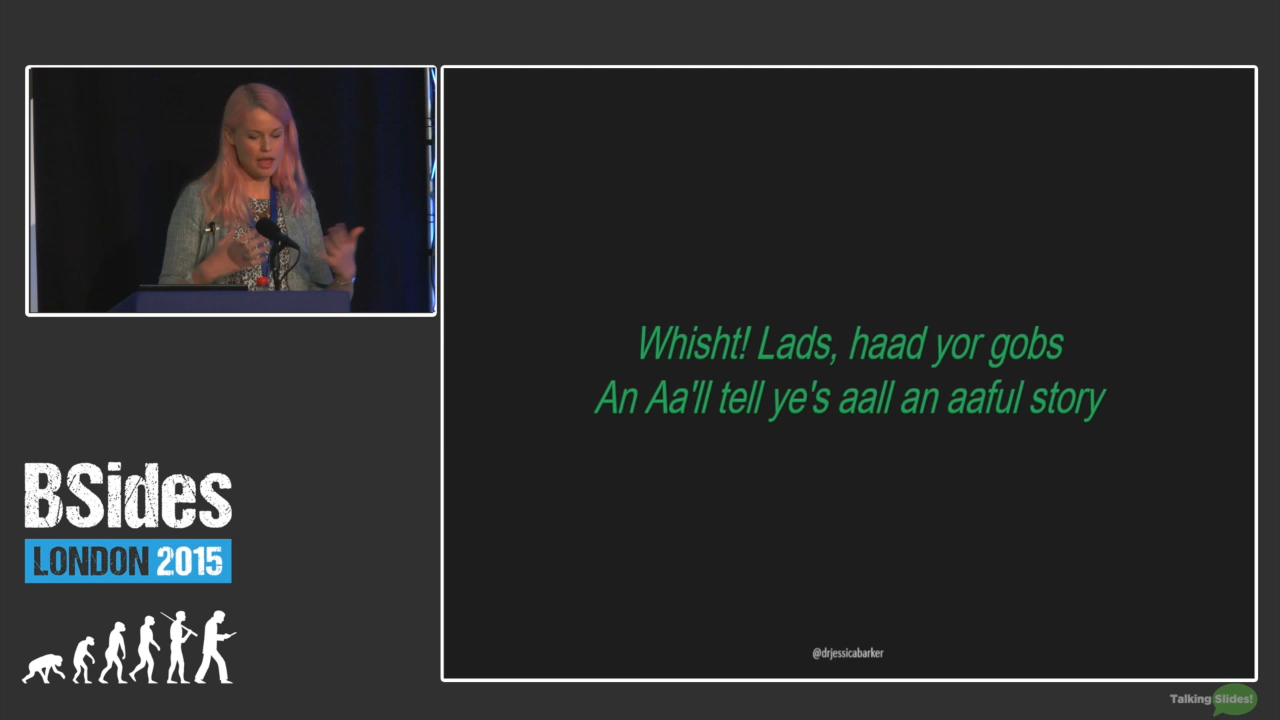 Whisht! Lads, haad yor gobs
An Aa'll tell ye's aall an aaful story
@drjessicabarker
BSides
LONDON 2015
Talking Slides!